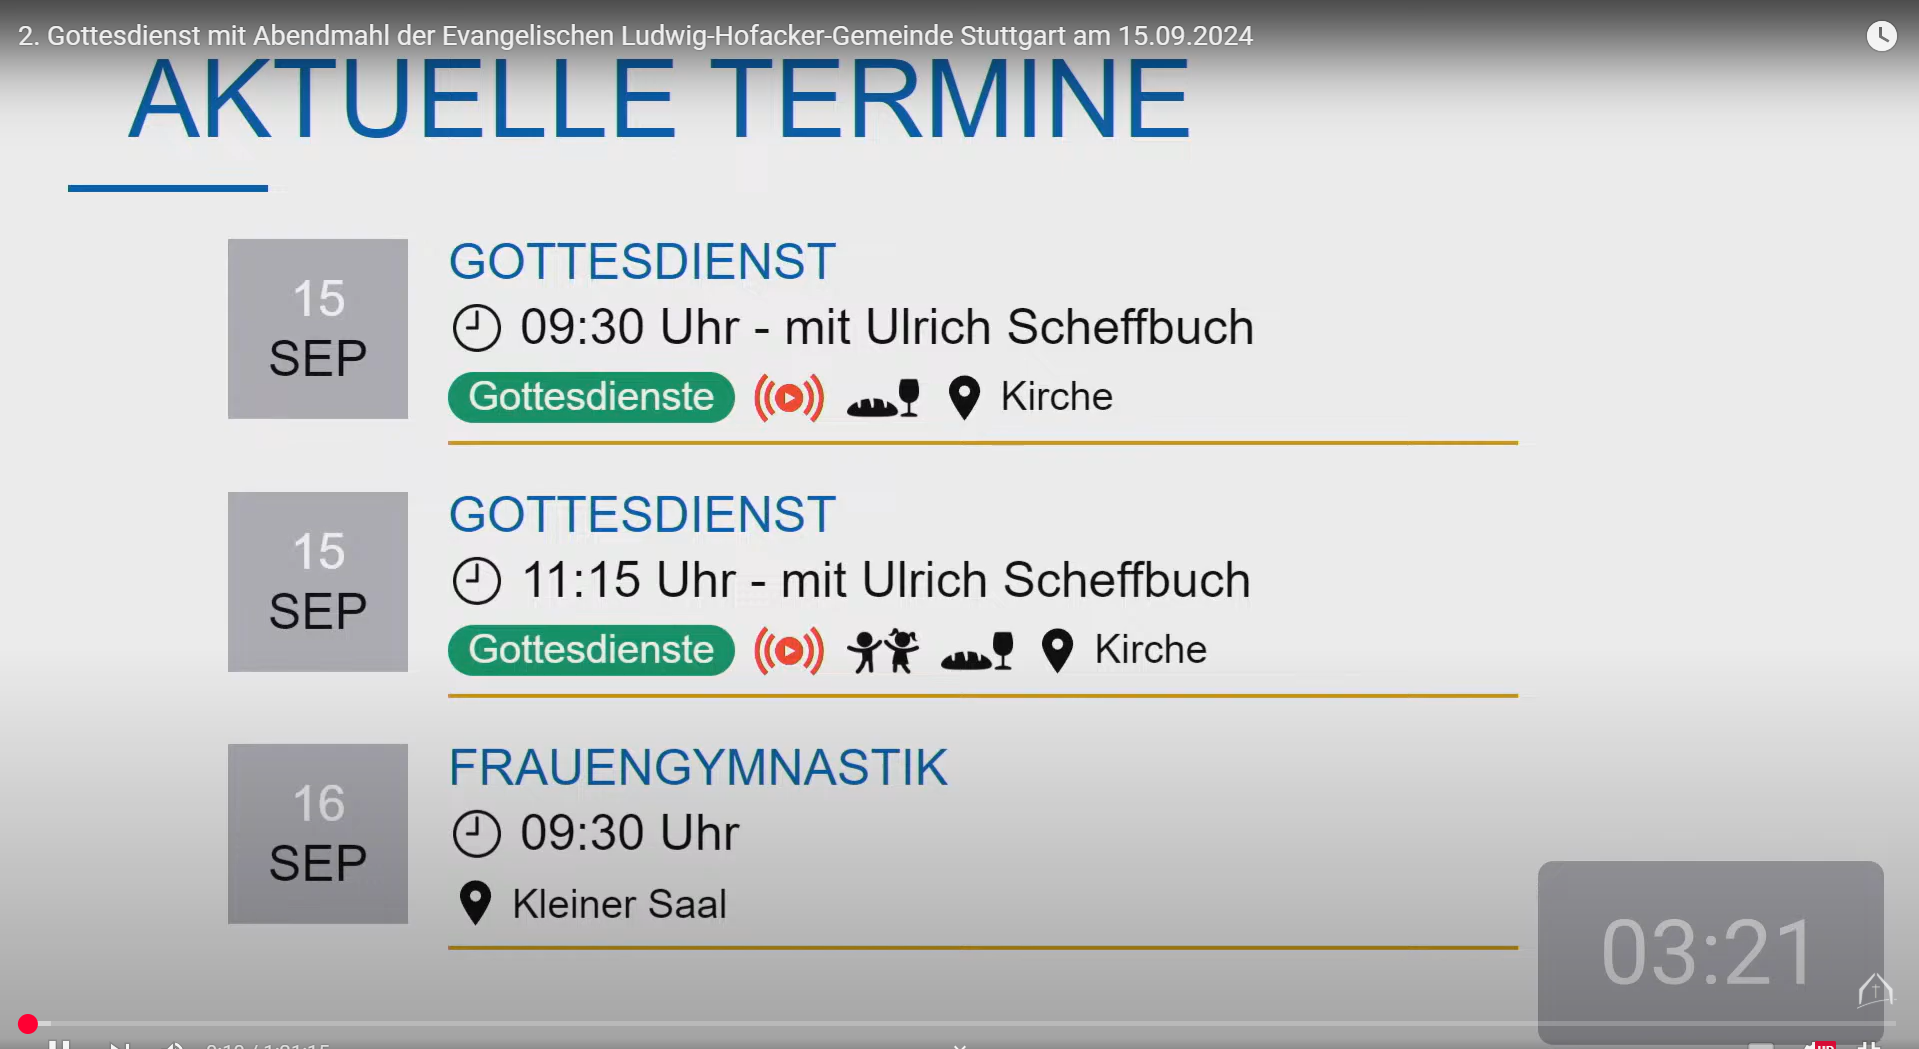 2. Gottesdienst mit Abendmahl der Evangelischen Ludwig-Hofacker-Gemeinde Stuttgart am 15.09.2024
AKTUELLE TERMINE
15
SEP
GOTTESDIENST
09:30 Uhr - mit Ulrich Scheffbuch
Gottesdienste
Kirche
15
SEP
GOTTESDIENST
11:15 Uhr - mit Ulrich Scheffbuch
Gottesdienste
Kirche
16
SEP
FRAUENGYMNASTIK
09:30 Uhr
Kleiner Saal
03:21